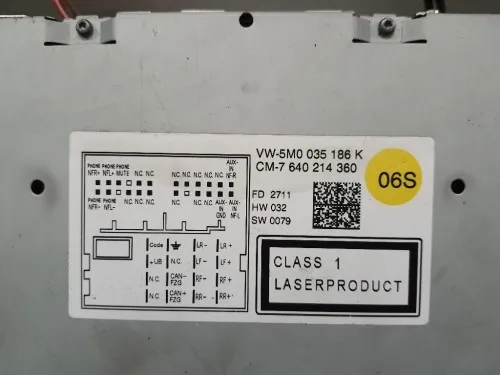 VW-5M0 035 186 K
CM-7 640 214 360
06S
FD 2711
HW 032
SW 0079
PHONE PHONE PHONE
NFR+ NFL+ MUTE N.C. N.C.
N.C. N.C. N.C. N.C. AUX-IN NF-R
PHONE NFR- PHONE NFL- N.C. N.C. N.C.
N.C. N.C. N.C. AUX-IN GND AUX-IN NF-L
Code LR- LR+
+UB N.C. LF- LF+
N.C. CAN- FZG RF- RF+
N.C. CAN+ FZG RR- RR+
CLASS 1
LASERPRODUCT